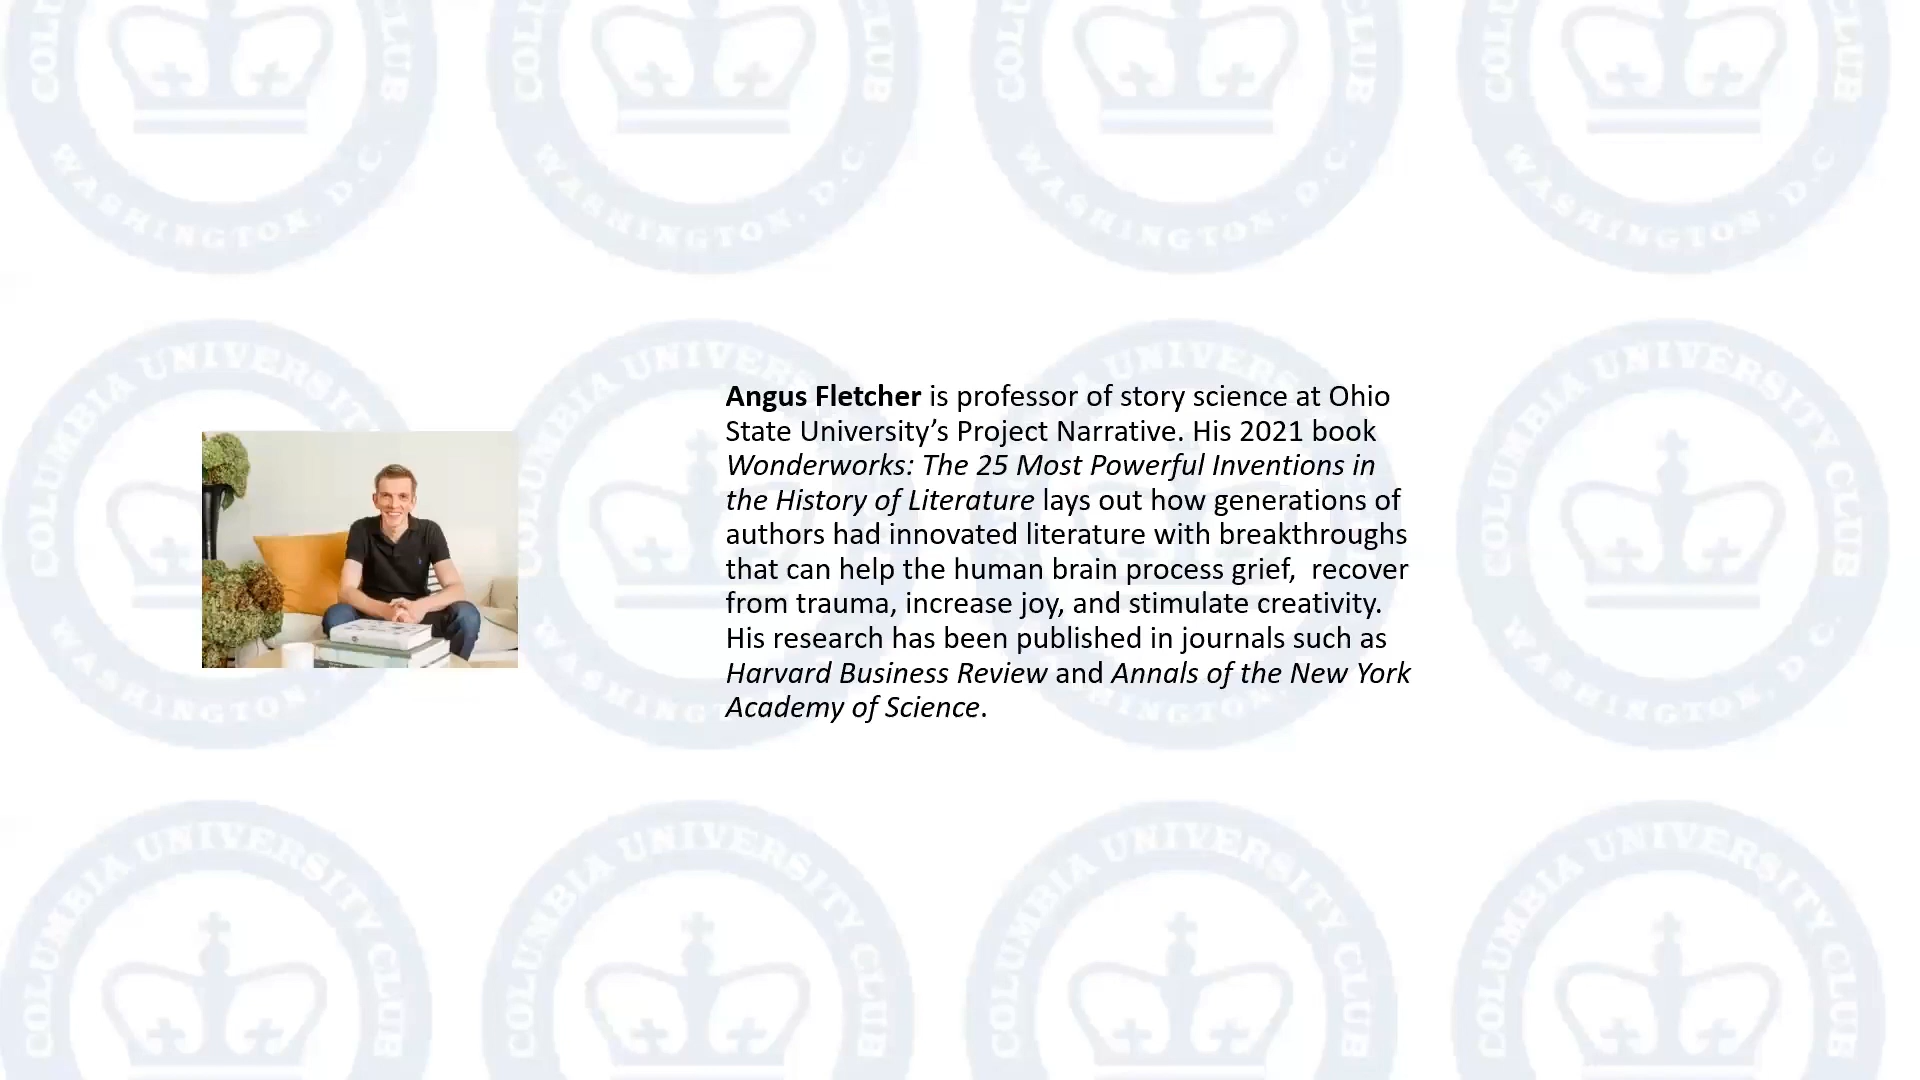 Angus Fletcher is professor of story science at Ohio
State University’s Project Narrative. His 2021 book
Wonderworks: The 25 Most Powerful Inventions in
the History of Literature lays out how generations of
authors had innovated literature with breakthroughs
that can help the human brain process grief,  recover
from trauma, increase joy, and stimulate creativity.
His research has been published in journals such as
Harvard Business Review and Annals of the New York
Academy of Science.
COLUMBIA UNIVERSITY CLUB
WASHINGTON, D.C.